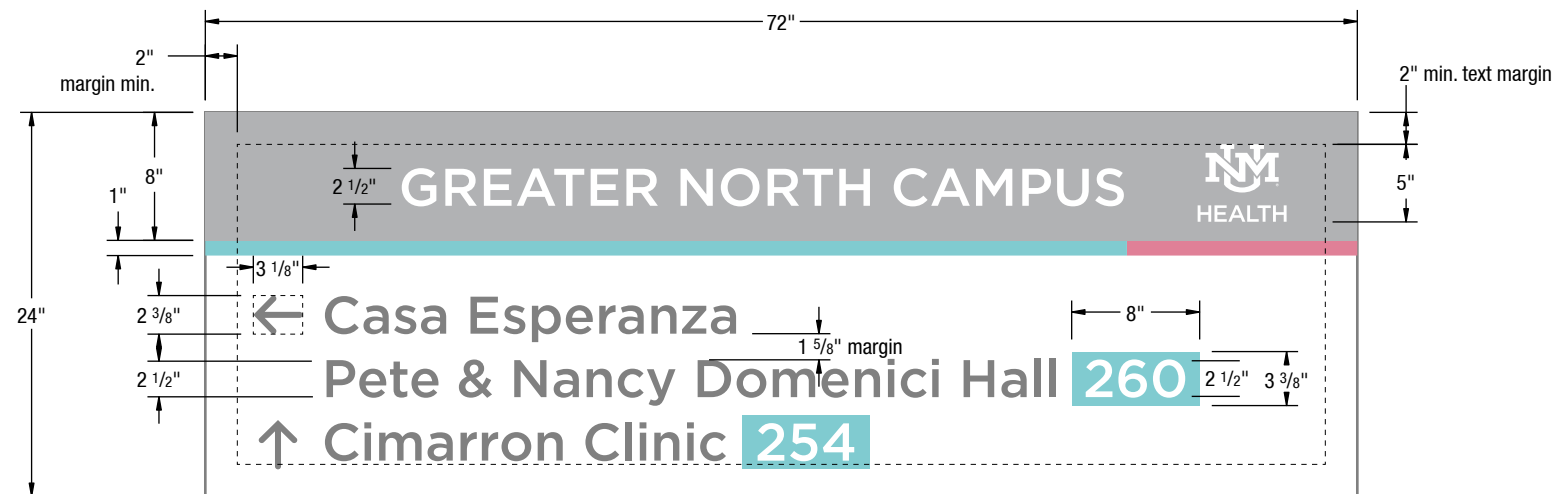 72"
2"
margin min.
2" min. text margin
8"
1"
2 1/2"
GREATER NORTH CAMPUS
UNM
HEALTH
5"
3 1/8"
24"
2 3/8"
← Casa Esperanza
8"
1 5/8" margin
2 1/2"
Pete & Nancy Domenici Hall 260
2 1/2"
3 3/8"
↑ Cimarron Clinic 254